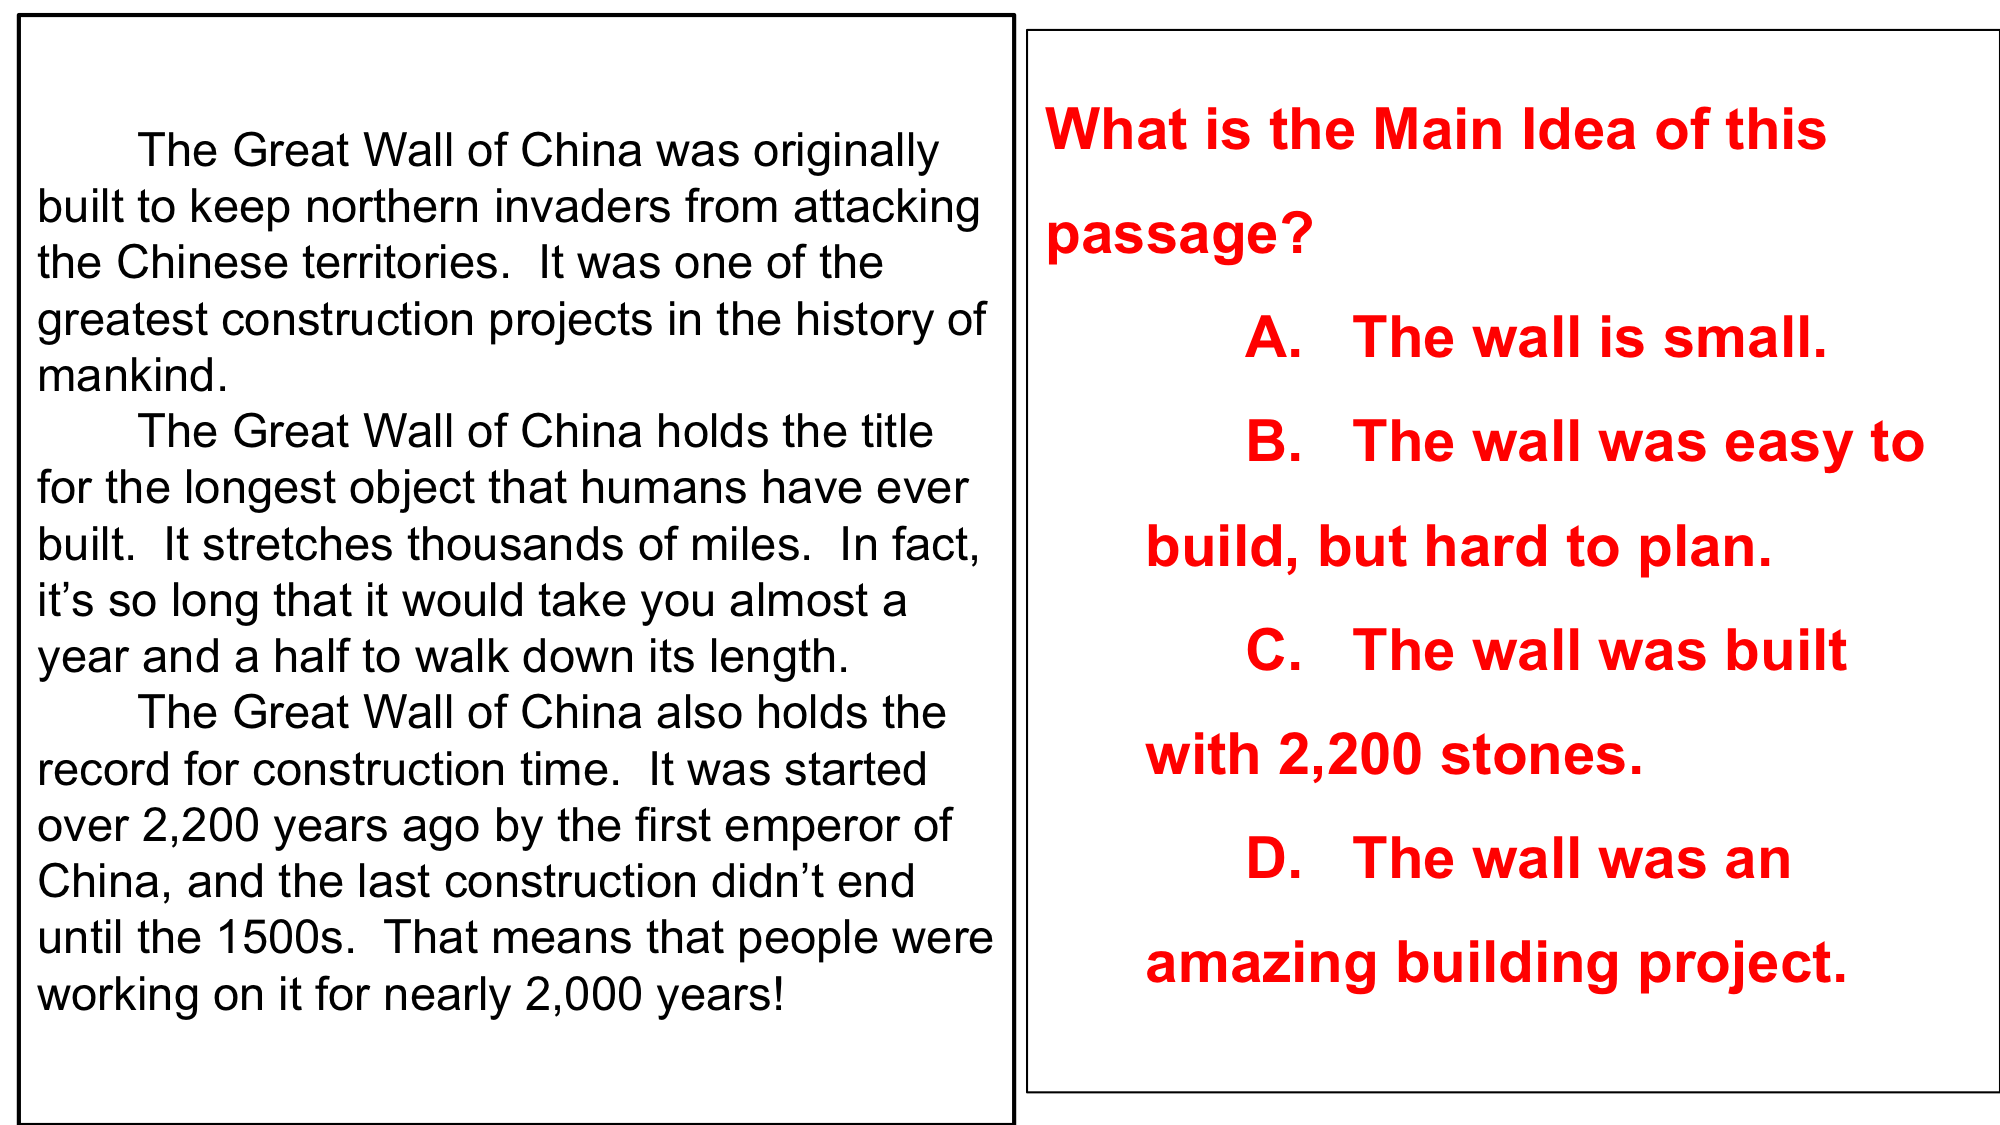 The Great Wall of China was originally
built to keep northern invaders from attacking
the Chinese territories.  It was one of the
greatest construction projects in the history of
mankind.
The Great Wall of China holds the title
for the longest object that humans have ever
built.  It stretches thousands of miles.  In fact,
it’s so long that it would take you almost a
year and a half to walk down its length.
The Great Wall of China also holds the
record for construction time.  It was started
over 2,200 years ago by the first emperor of
China, and the last construction didn’t end
until the 1500s.  That means that people were
working on it for nearly 2,000 years!
What is the Main Idea of this
passage?
A.   The wall is small.
B.   The wall was easy to
build, but hard to plan.
C.   The wall was built
with 2,200 stones.
D.   The wall was an
amazing building project.